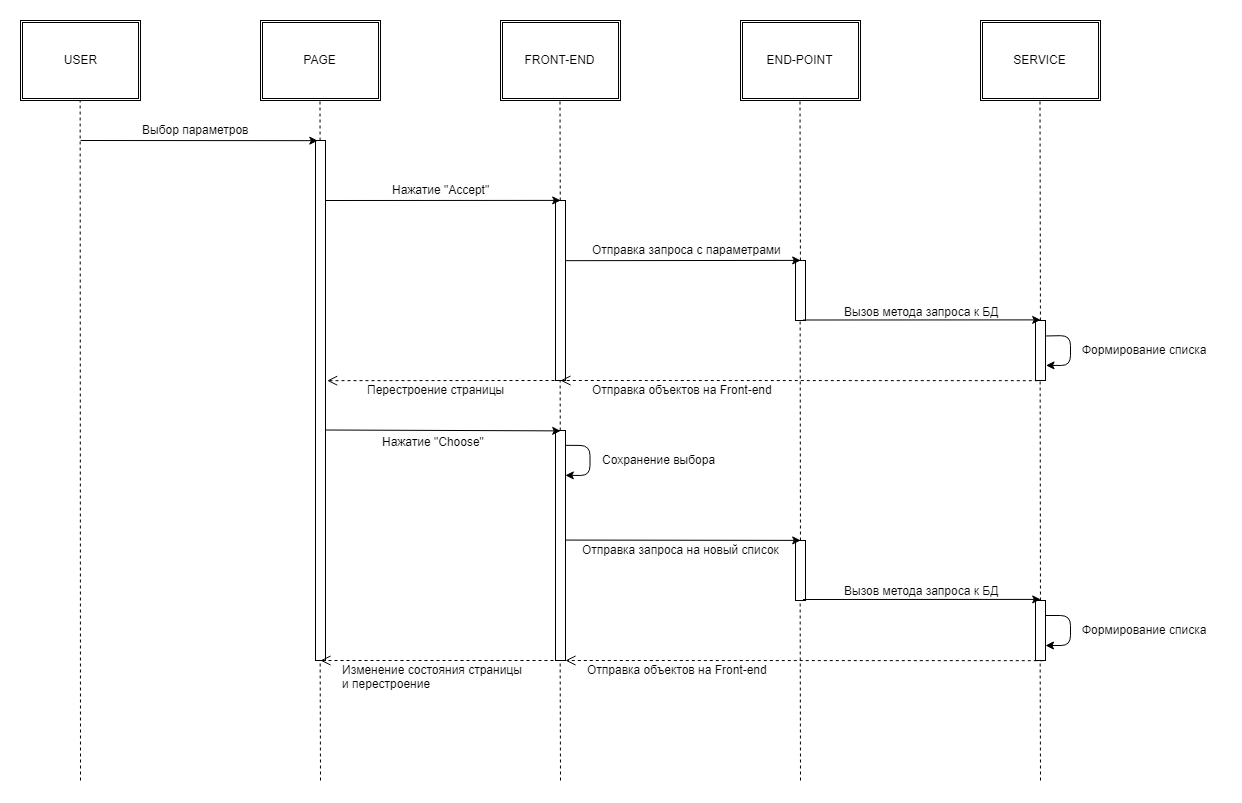 USER
PAGE
FRONT-END
END-POINT
SERVICE
Выбор параметров
Нажатие "Accept"
Отправка запроса с параметрами
Вызов метода запроса к БД
Формирование списка
Перестроение страницы
Отправка объектов на Front-end
Нажатие "Choose"
Сохранение выбора
Отправка запроса на новый список
Вызов метода запроса к БД
Формирование списка
Изменение состояния страницы
и перестроение
Отправка объектов на Front-end